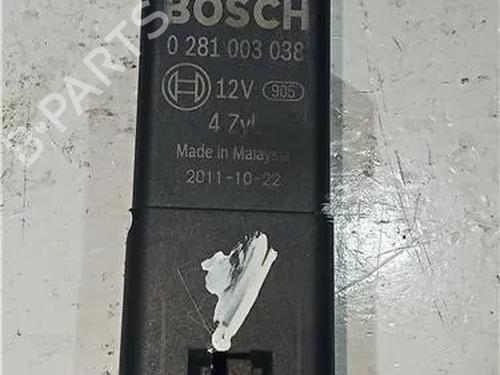 BOSCH
0 281 003 038
12V 905
4 Zyl.
Made in Malaysia
2011-10-22
B-PARTS